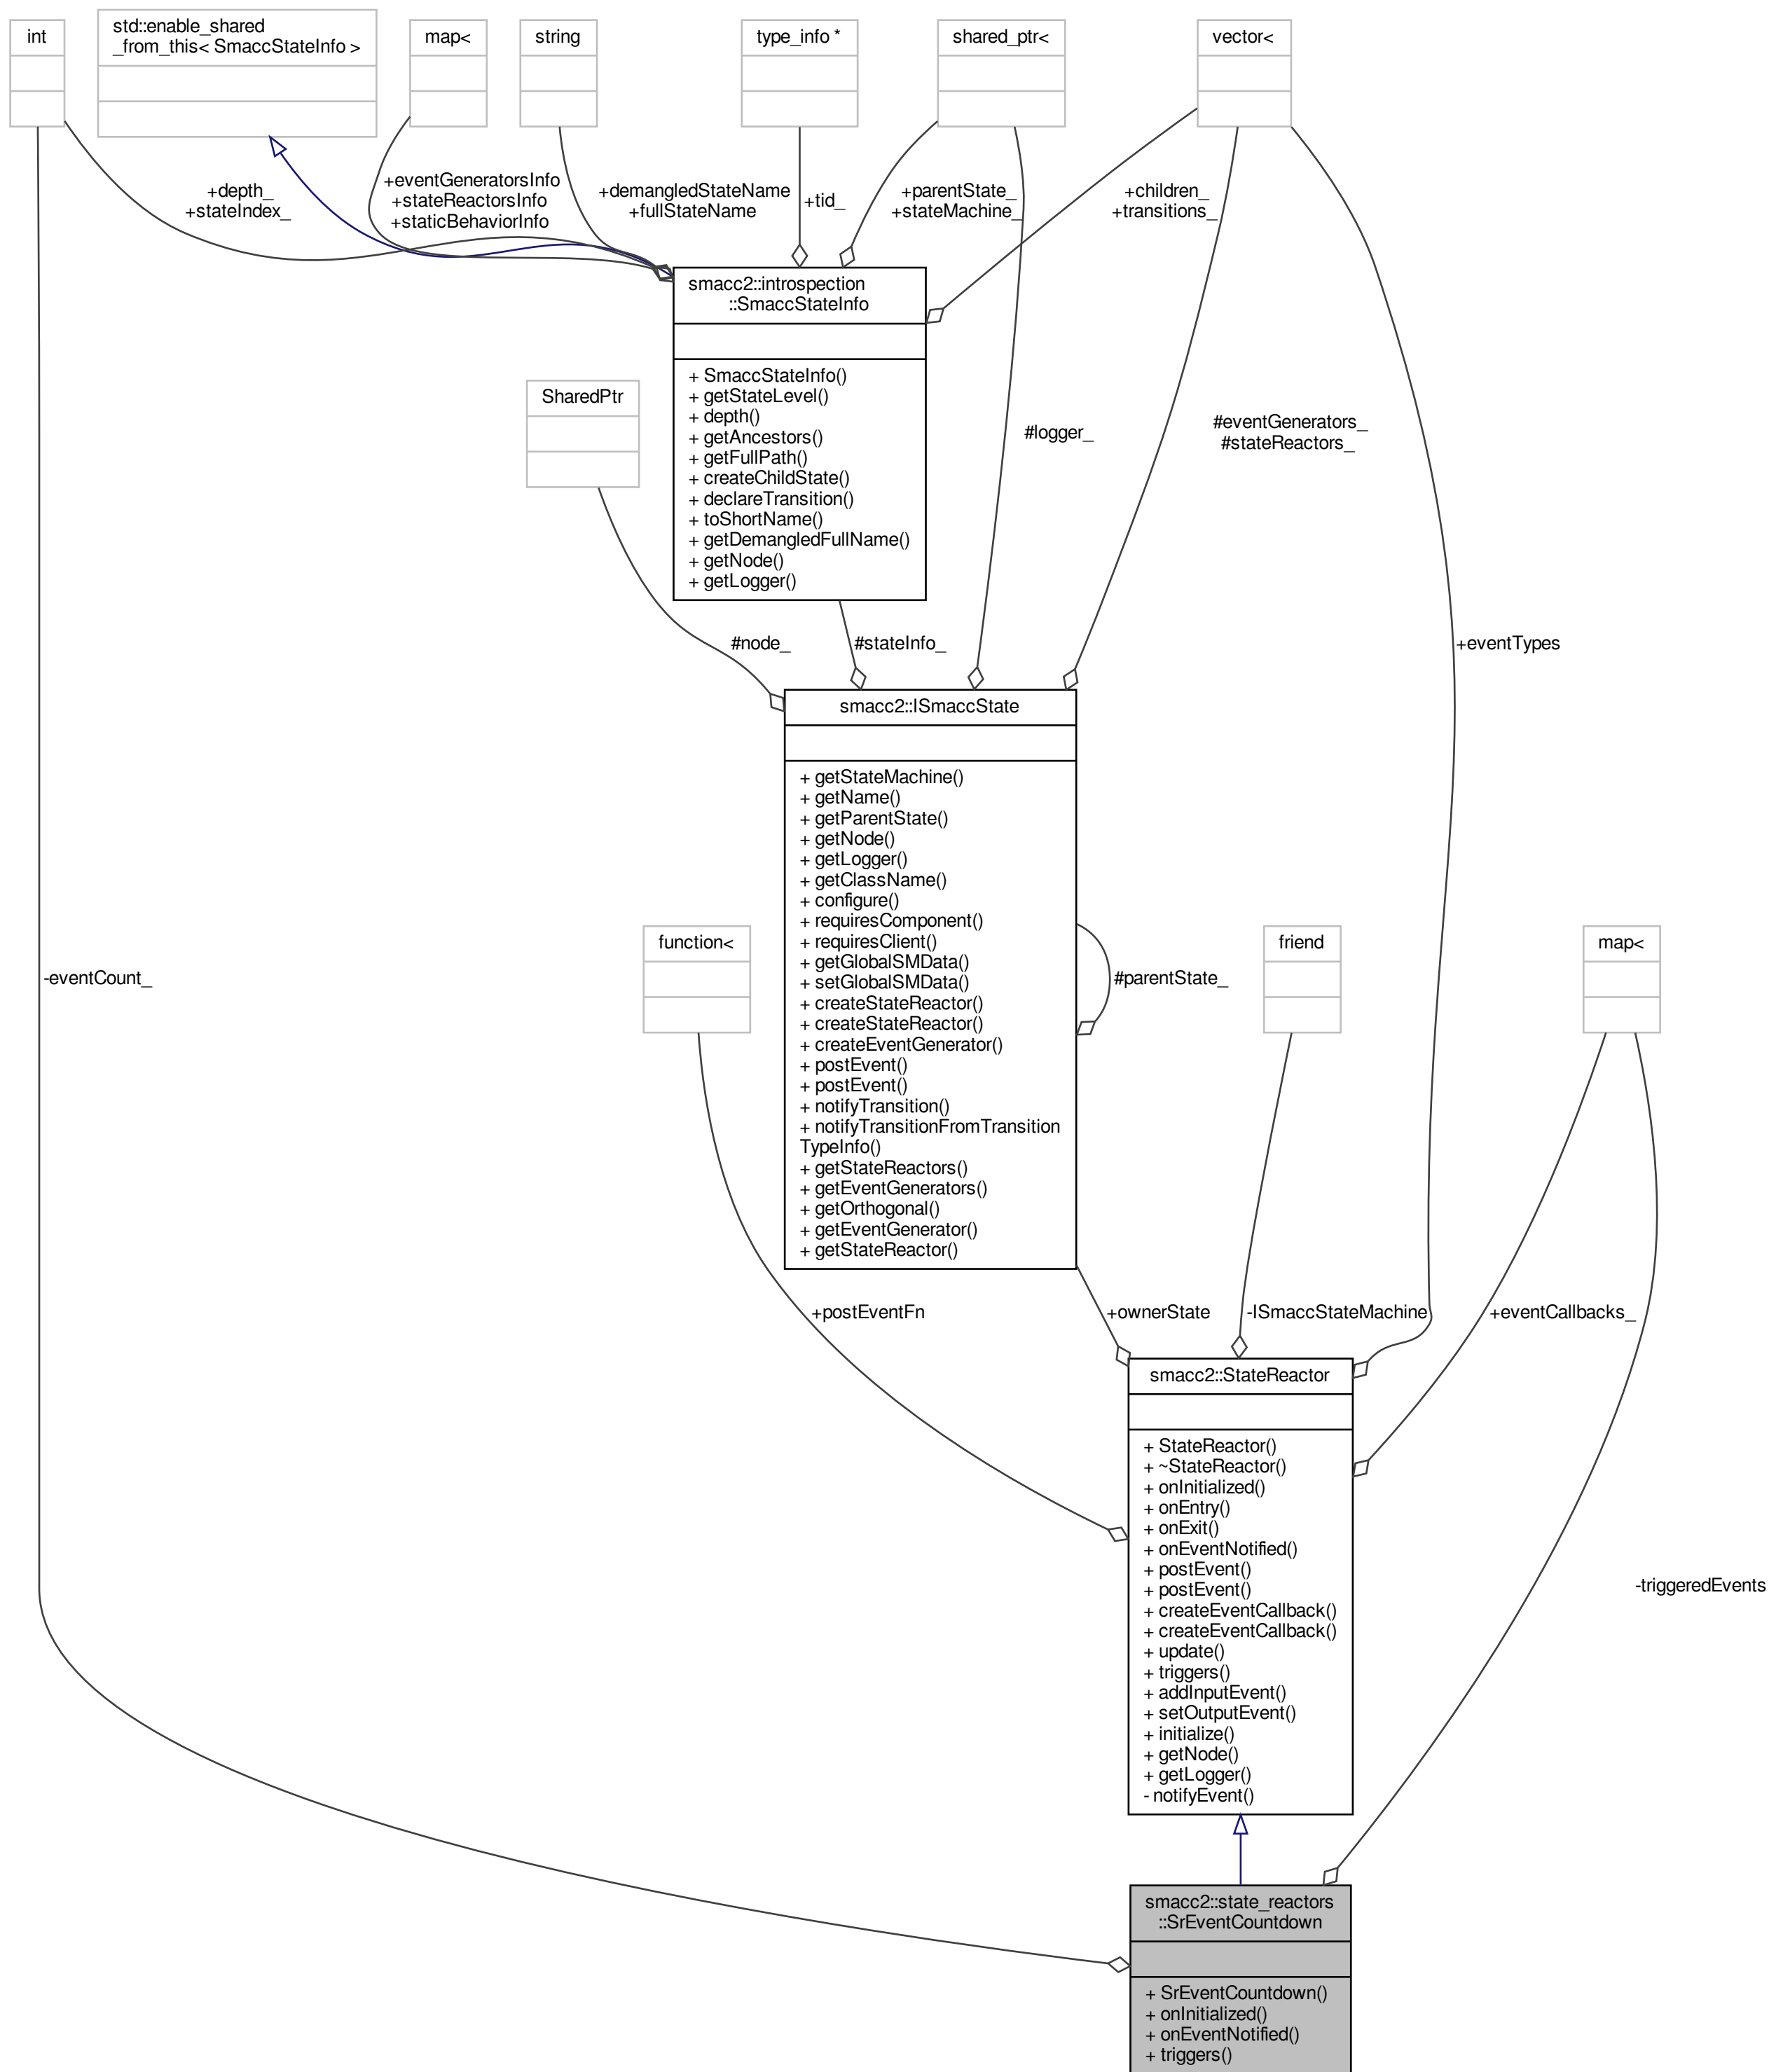 int
std::enable_shared
_from_this< SmaccStateInfo >
map<
string
type_info *
shared_ptr<
vector<
+depth_
+stateIndex_
+eventGeneratorsInfo
+stateReactorsInfo
+staticBehaviorInfo
+demangledStateName
+fullStateName
+tid_
+parentState_
+stateMachine_
+children_
+transitions_
smacc2::introspection
::SmaccStateInfo
+ SmaccStateInfo()
+ getStateLevel()
+ depth()
+ getAncestors()
+ getFullPath()
+ createChildState()
+ declareTransition()
+ toShortName()
+ getDemangledFullName()
+ getNode()
+ getLogger()
SharedPtr
#logger_
#eventGenerators_
#stateReactors_
#node_
#stateInfo_
+eventTypes
smacc2::ISmaccState
+ getStateMachine()
+ getName()
+ getParentState()
+ getNode()
+ getLogger()
+ getClassName()
+ configure()
+ requiresComponent()
+ requiresClient()
+ getGlobalSMData()
+ setGlobalSMData()
+ createStateReactor()
+ createStateReactor()
+ createEventGenerator()
+ postEvent()
+ postEvent()
+ notifyTransition()
+ notifyTransitionFromTransition
TypeInfo()
+ getStateReactors()
+ getEventGenerators()
+ getOrthogonal()
+ getEventGenerator()
+ getStateReactor()
function<
friend
map<
-eventCount_
#parentState_
+postEventFn
+ownerState
-ISmaccStateMachine
+eventCallbacks_
smacc2::StateReactor
+ StateReactor()
+ ~StateReactor()
+ onInitialized()
+ onEntry()
+ onExit()
+ onEventNotified()
+ postEvent()
+ postEvent()
+ createEventCallback()
+ createEventCallback()
+ update()
+ triggers()
+ addInputEvent()
+ setOutputEvent()
+ initialize()
+ getNode()
+ getLogger()
- notifyEvent()
-triggeredEvents
smacc2::state_reactors
::SrEventCountdown
+ SrEventCountdown()
+ onInitialized()
+ onEventNotified()
+ triggers()